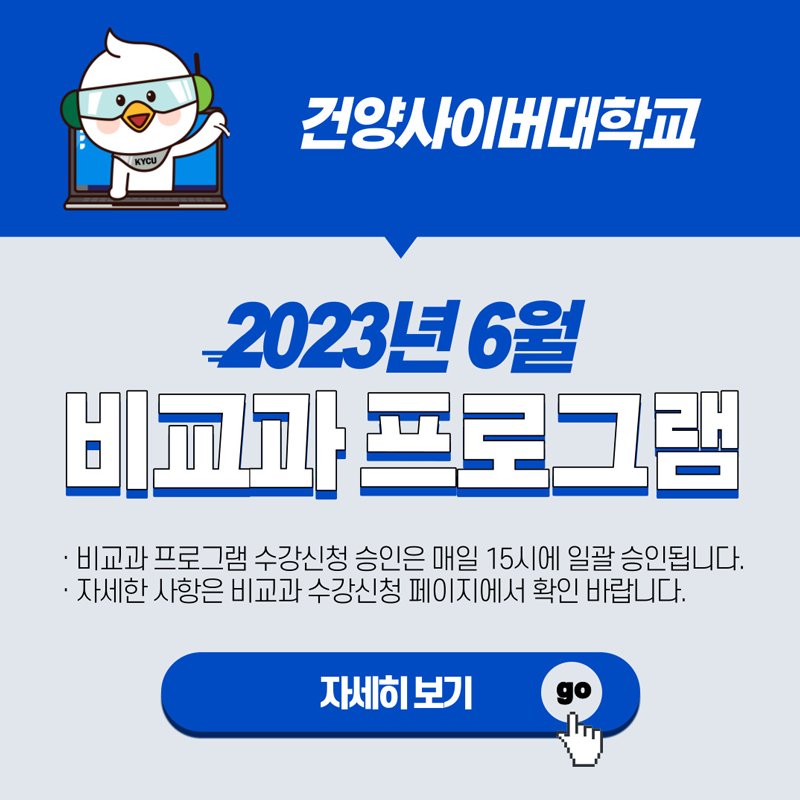 KYCU
건양사이버대학교
2023년 6월
비교과 프로그램
· 비교과 프로그램 수강신청 승인은 매일 15시에 일괄 승인됩니다.
· 자세한 사항은 비교과 수강신청 페이지에서 확인 바랍니다.
자세히 보기
go